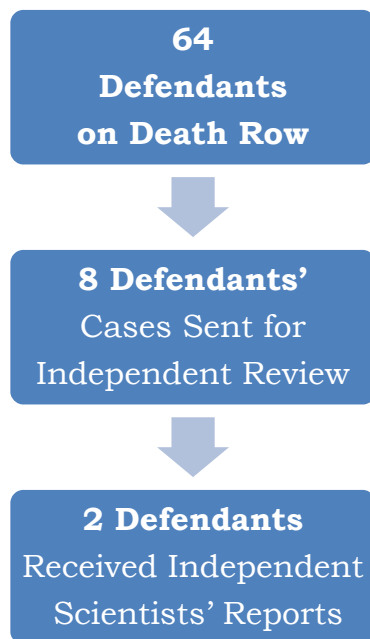 64
Defendants
on Death Row
8 Defendants’
Cases Sent for
Independent Review
2 Defendants
Received Independent
Scientists’ Reports